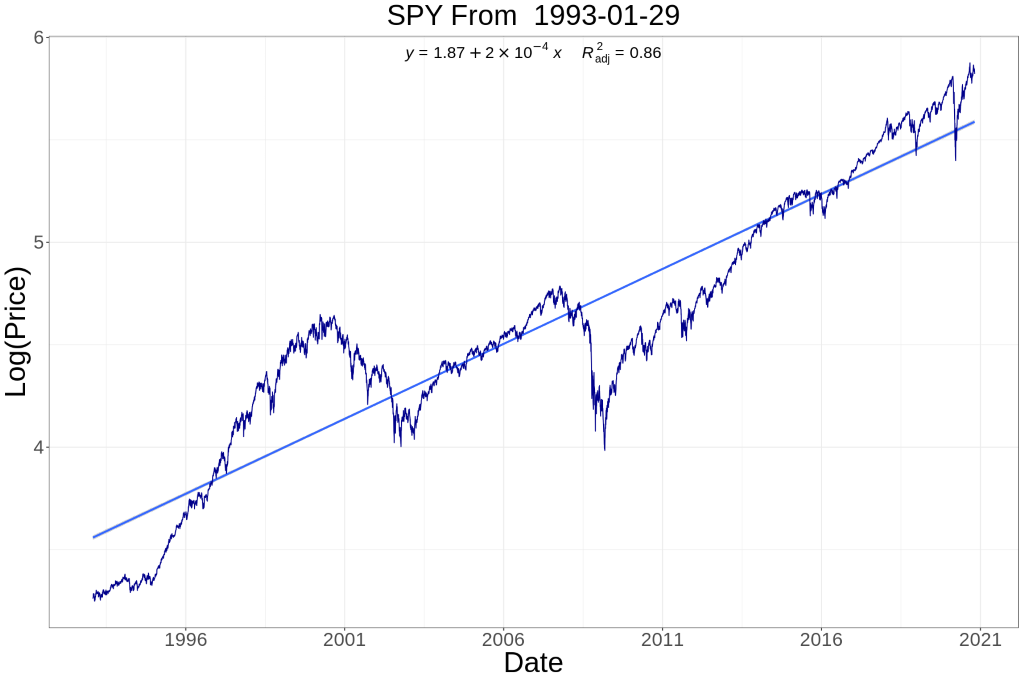 SPY From  1993-01-29
y = 1.87 + 2 × 10⁻⁴ x    R²adj = 0.86
Log(Price)
6
5
4
1996 2001 2006 2011 2016 2021
Date